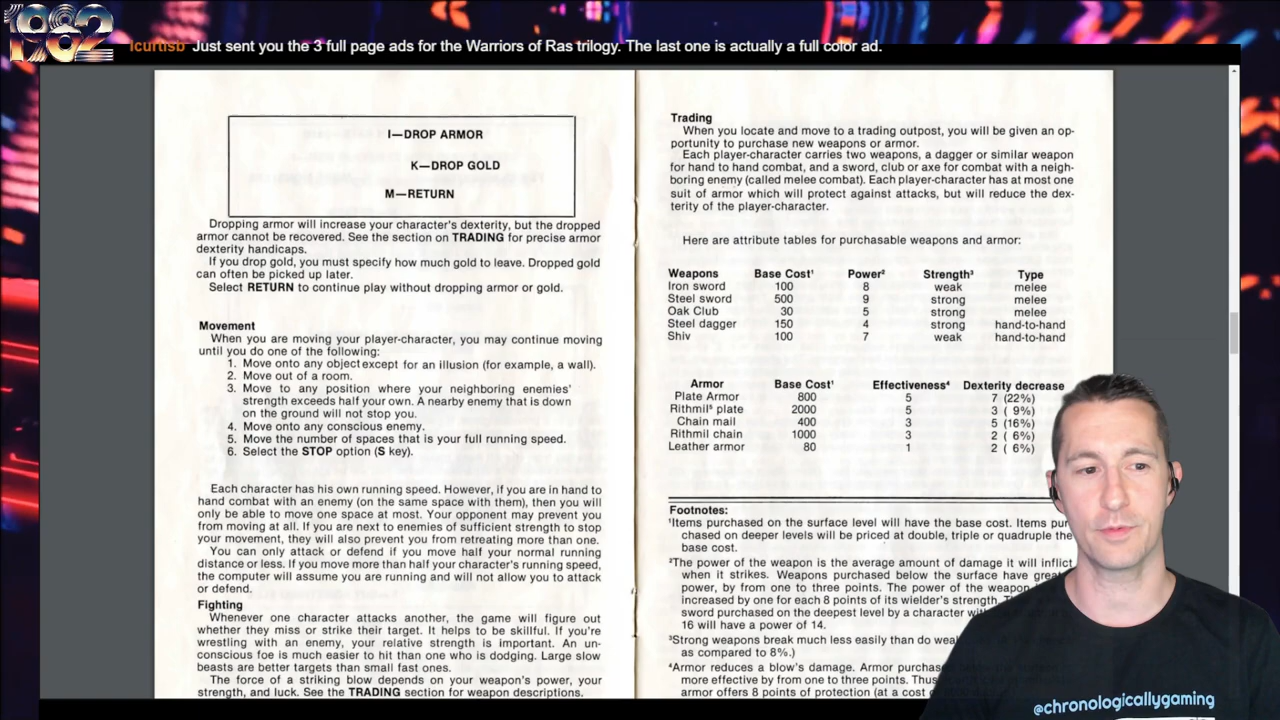 1982
lcurtisb Just sent you the 3 full page ads for the Warriors of Ras trilogy. The last one is actually a full color ad.
I—DROP ARMOR
K—DROP GOLD
M—RETURN
Dropping armor will increase your character's dexterity, but the dropped
armor cannot be recovered. See the section on TRADING for precise armor
dexterity handicaps.
If you drop gold, you must specify how much gold to leave. Dropped gold
can often be picked up later.
Select RETURN to continue play without dropping armor or gold.
Movement
When you are moving your player-character, you may continue moving
until you do one of the following:
1. Move onto any object except for an illusion (for example, a wall).
2. Move out of a room.
3. Move to any position where your neighboring enemies'
strength exceeds half your own. A nearby enemy that is down
on the ground will not stop you.
4. Move onto any conscious enemy.
5. Move the number of spaces that is your full running speed.
6. Select the STOP option (S key).
Each character has his own running speed. However, if you are in hand to
hand combat with an enemy (on the same space with them), then you will
only be able to move one space at most. Your opponent may prevent you
from moving at all. If you are next to enemies of sufficient strength to stop
your movement, they will also prevent you from retreating more than one.
You can only attack or defend if you move half your normal running
distance or less. If you move more than half your character's running speed,
the computer will assume you are running and will not allow you to attack
or defend.
Fighting
Whenever one character attacks another, the game will figure out
whether they miss or strike their target. It helps to be skillful. If you're
wrestling with an enemy, your relative strength is important. An un-
conscious foe is much easier to hit than one who is dodging. Large slow
beasts are better targets than small fast ones.
The force of a striking blow depends on your weapon's power, your
strength, and luck. See the TRADING section for weapon descriptions.
Trading
When you locate and move to a trading outpost, you will be given an op-
portunity to purchase new weapons or armor.
Each player-character carries two weapons, a dagger or similar weapon
for hand to hand combat, and a sword, club or axe for combat with a neigh-
boring enemy (called melee combat). Each player-character has at most one
suit of armor which will protect against attacks, but will reduce the dex-
terity of the player-character.
Here are attribute tables for purchasable weapons and armor:
Weapons Base Cost¹ Power² Strength³ Type
Iron sword 100 8 weak melee
Steel sword 500 9 strong melee
Oak Club 30 5 strong melee
Steel dagger 150 4 strong hand-to-hand
Shiv 100 7 weak hand-to-hand
Armor Base Cost¹ Effectiveness⁴ Dexterity decrease
Plate Armor 800 5 7 (22%)
Rithmil⁵ plate 2000 5 3 ( 9%)
Chain mail 400 3 5 (16%)
Rithmil chain 1000 3 2 ( 6%)
Leather armor 80 1 2 ( 6%)
Footnotes:
¹Items purchased on the surface level will have the base cost. Items pur
chased on deeper levels will be priced at double, triple or quadruple the
base cost.
²The power of the weapon is the average amount of damage it will inflict
when it strikes. Weapons purchased below the surface have great
power, by from one to three points. The power of the weapon
increased by one for each 8 points of its wielder's strength.
sword purchased on the deepest level by a character
16 will have a power of 14.
³Strong weapons break much less easily than do
as compared to 8%.)
⁴Armor reduces a blow's damage. Armor
more effective by from one to three points. Thus
armor offers 8 points of protection (at a cost
@chronologicallygaming